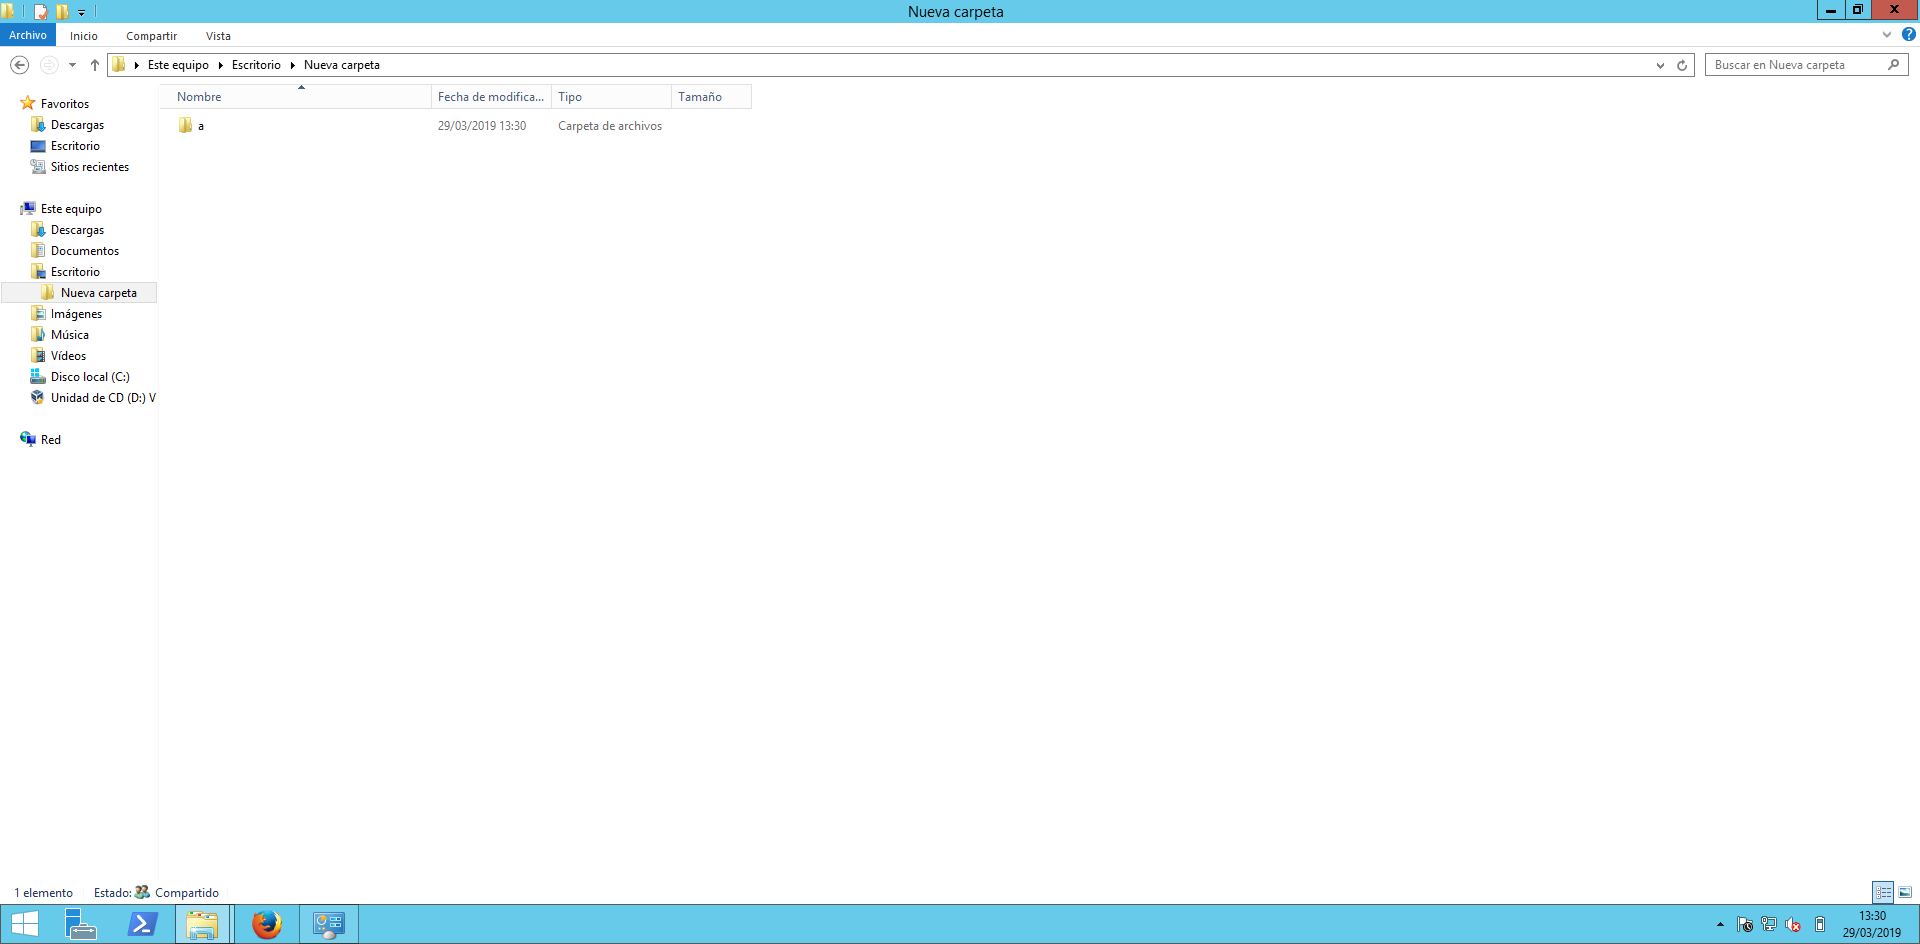 Nueva carpeta
Archivo Inicio Compartir Vista
Este equipo Escritorio Nueva carpeta Buscar en Nueva carpeta
Nombre Fecha de modifica... Tipo Tamaño
a 29/03/2019 13:30 Carpeta de archivos
Favoritos
Descargas
Escritorio
Sitios recientes
Este equipo
Descargas
Documentos
Escritorio
Nueva carpeta
Imágenes
Música
Vídeos
Disco local (C:)
Unidad de CD (D:) V
Red
1 elemento Estado: Compartido
13:30
29/03/2019